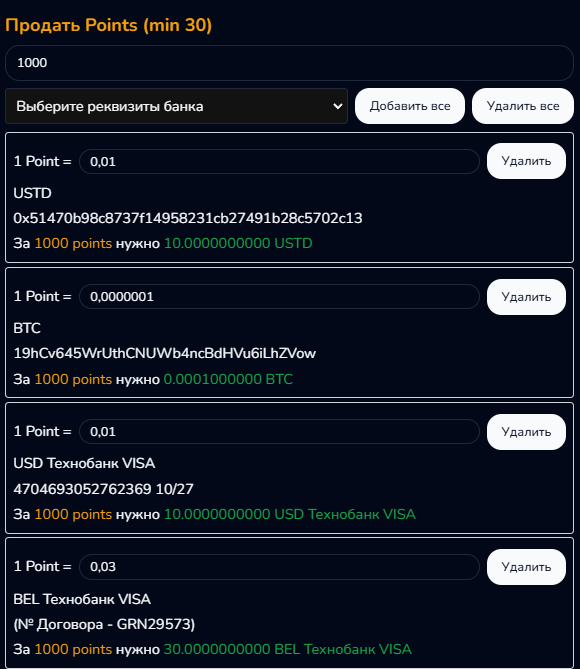 Продать Points (min 30)
1000
Выберите реквизиты банка Добавить все Удалить все
1 Point = 0,01 Удалить
USTD
0x51470b98c8737f14958231cb27491b28c5702c13
За 1000 points нужно 10.0000000000 USTD
1 Point = 0,0000001 Удалить
BTC
19hCv645WrUthCNUWb4ncBdHVu6iLhZVow
За 1000 points нужно 0.0001000000 BTC
1 Point = 0,01 Удалить
USD Технобанк VISA
4704693052762369 10/27
За 1000 points нужно 10.0000000000 USD Технобанк VISA
1 Point = 0,03 Удалить
BEL Технобанк VISA
(№ Договора - GRN29573)
За 1000 points нужно 30.0000000000 BEL Технобанк VISA